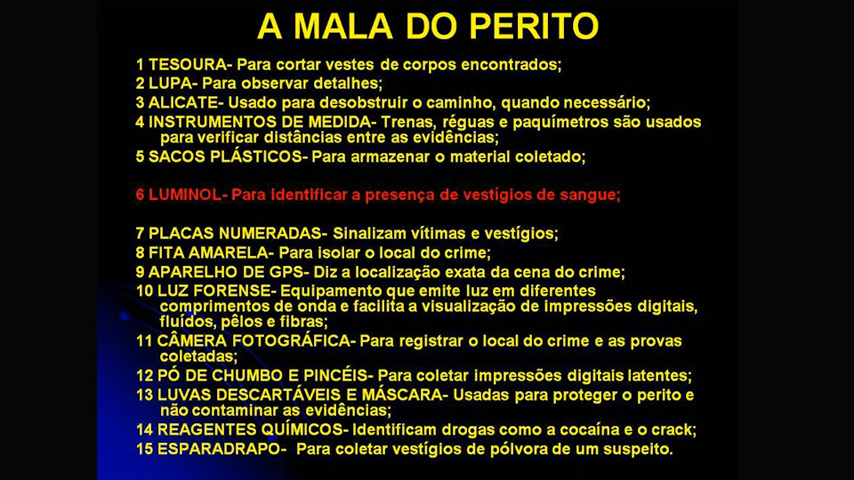 A MALA DO PERITO
1 TESOURA- Para cortar vestes de corpos encontrados;
2 LUPA- Para observar detalhes;
3 ALICATE- Usado para desobstruir o caminho, quando necessário;
4 INSTRUMENTOS DE MEDIDA- Trenas, réguas e paquímetros são usados
para verificar distâncias entre as evidências;
5 SACOS PLÁSTICOS- Para armazenar o material coletado;
6 LUMINOL- Para identificar a presença de vestígios de sangue;
7 PLACAS NUMERADAS- Sinalizam vítimas e vestígios;
8 FITA AMARELA- Para isolar o local do crime;
9 APARELHO DE GPS- Diz a localização exata da cena do crime;
10 LUZ FORENSE- Equipamento que emite luz em diferentes
comprimentos de onda e facilita a visualização de impressões digitais,
fluídos, pêlos e fibras;
11 CÂMERA FOTOGRÁFICA- Para registrar o local do crime e as provas
coletadas;
12 PÓ DE CHUMBO E PINCÉIS- Para coletar impressões digitais latentes;
13 LUVAS DESCARTÁVEIS E MÁSCARA- Usadas para proteger o perito e
não contaminar as evidências;
14 REAGENTES QUÍMICOS- Identificam drogas como a cocaína e o crack;
15 ESPARADRAPO- Para coletar vestígios de pólvora de um suspeito.